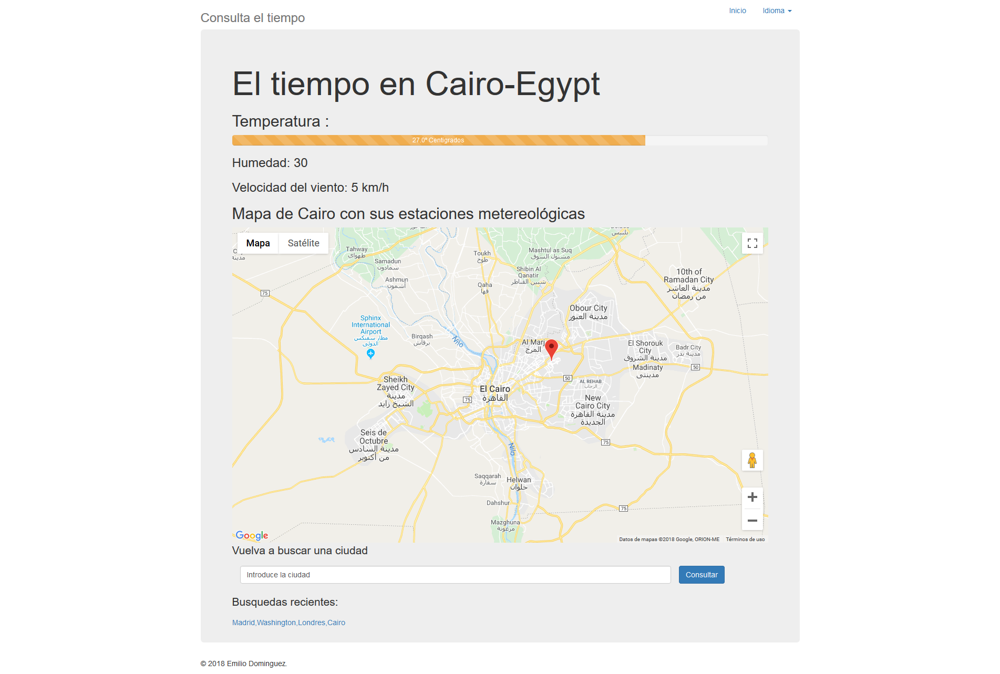 Consulta el tiempo
Inicio
Idioma
El tiempo en Cairo-Egypt
Temperatura :
27.0° Centigrados
Humedad: 30
Velocidad del viento: 5 km/h
Mapa de Cairo con sus estaciones metereológicas
Mapa
Satélite
مدينة
بلبيس
Tahway
طهواي
Samadun
سمادون
Toukh
طوخ
Mashtul as Suq
مشتول السوق
Shibin Al
Qanatir
شبين القناطر
10th of
Ramadan City
مدينة العاشر
من رمضان
Ashmun
أشمون
Qaha
قها
75
Obour City
مدينة العبور
Sphinx
International
Airport
مطار سفنكس
الدولي
Birqash
برقاش
Nilo
Al Marj
المرج
El Shorouk
City
مدينة الشروق
Badr City
مدينة بدر
50
Madinaty
مدينتي
Sheikh
Zayed City
مدينة
الشيخ زايد
50
AL REHAB
الرحاب
El Cairo
القاهرة
75
New
Cairo City
مدينة القاهرة
الجديدة
Seis de
Octubre
مدينة السادس
من أكتوبر
75
Nilo
Saqqarah
سقارة
Helwan
حلوان
Dahshur
75
Mazghuna
مزغونة
Google
Datos de mapas ©2018 Google, ORION-ME
Términos de uso
Vuelva a buscar una ciudad
Introduce la ciudad
Consultar
Busquedas recientes:
Madrid,Washington,Londres,Cairo
© 2018 Emilio Dominguez.